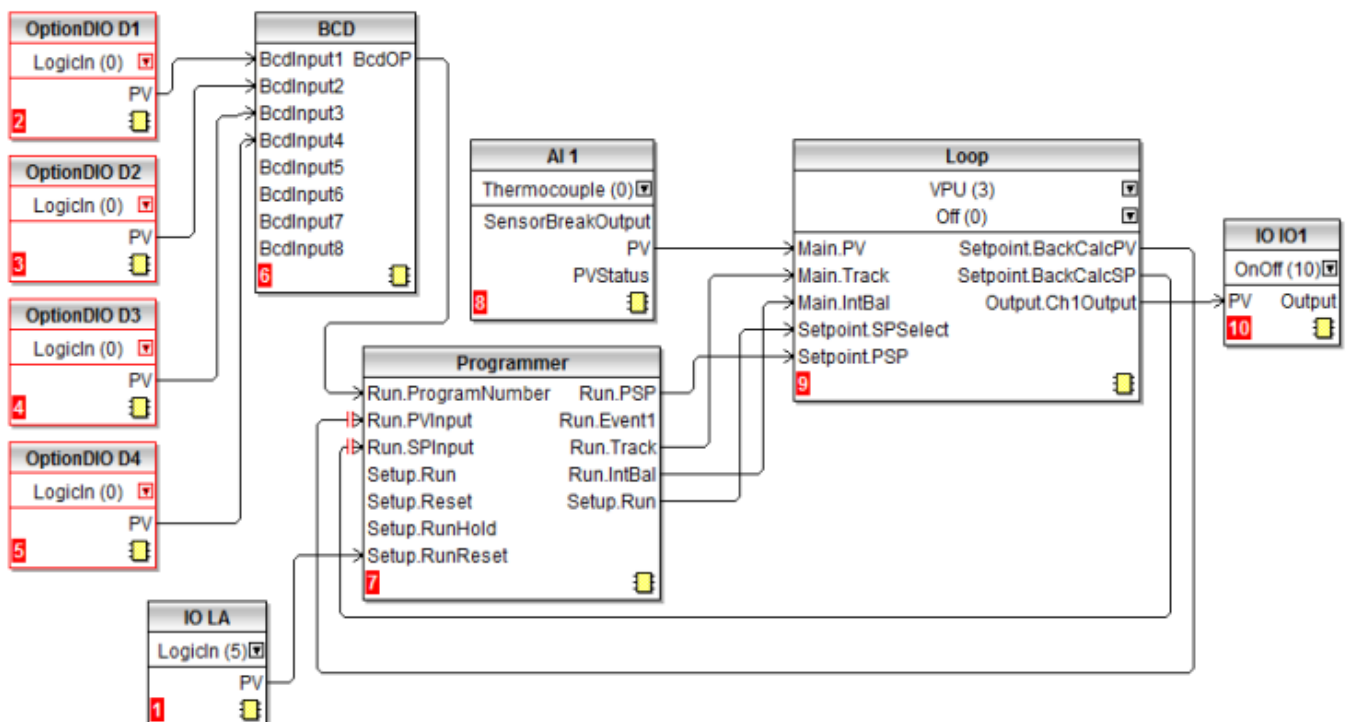 OptionDIO D1
LogicIn (0)
PV
2
OptionDIO D2
LogicIn (0)
PV
3
OptionDIO D3
LogicIn (0)
PV
4
OptionDIO D4
LogicIn (0)
PV
5
IO LA
LogicIn (5)
PV
1
BCD
BcdInput1 BcdOP
BcdInput2
BcdInput3
BcdInput4
BcdInput5
BcdInput6
BcdInput7
BcdInput8
6
AI 1
Thermocouple (0)
SensorBreakOutput
PV
PVStatus
8
Programmer
Run.ProgramNumber Run.PSP
Run.PVInput Run.Event1
Run.SPInput Run.Track
Setup.Run Run.IntBal
Setup.Reset Setup.Run
Setup.RunHold
Setup.RunReset
7
Loop
VPU (3)
Off (0)
Main.PV Setpoint.BackCalcPV
Main.Track Setpoint.BackCalcSP
Main.IntBal Output.Ch1Output
Setpoint.SPSelect
Setpoint.PSP
9
IO IO1
OnOff (10)
PV Output
10